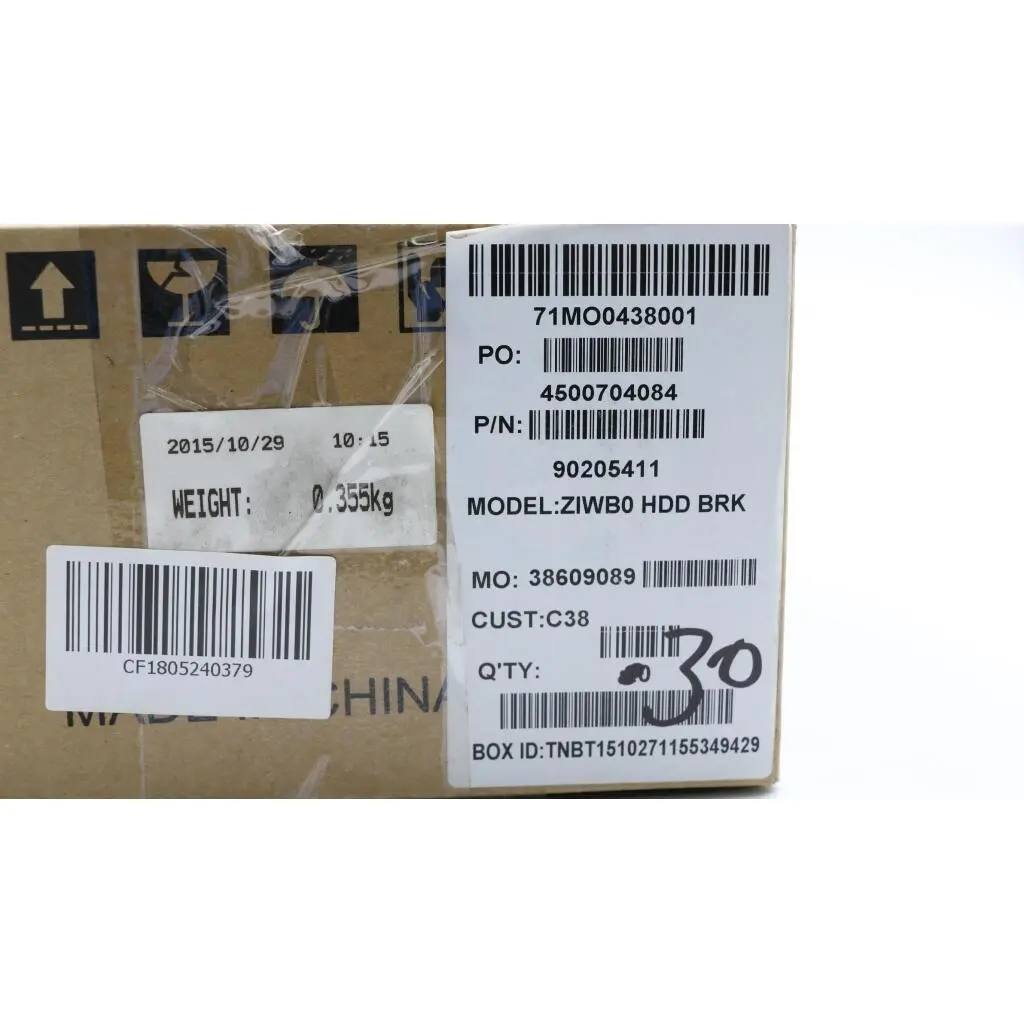 71MO0438001
PO:
4500704084
P/N:
90205411
MODEL:ZIWB0 HDD BRK
MO: 38609089
CUST:C38
Q'TY: 30
BOX ID:TNBT1510271155349429
2015/10/29 10:15
WEIGHT: 0.355kg
CF1805240379
MADE IN CHINA